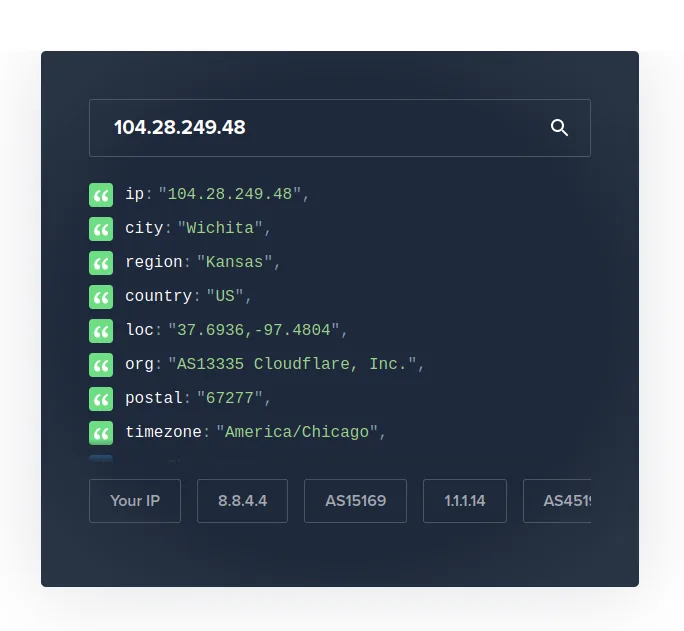 104.28.249.48
ip: "104.28.249.48",
city: "Wichita",
region: "Kansas",
country: "US",
loc: "37.6936,-97.4804",
org: "AS13335 Cloudflare, Inc.",
postal: "67277",
timezone: "America/Chicago",
Your IP 8.8.4.4 AS15169 1.1.1.14 AS451